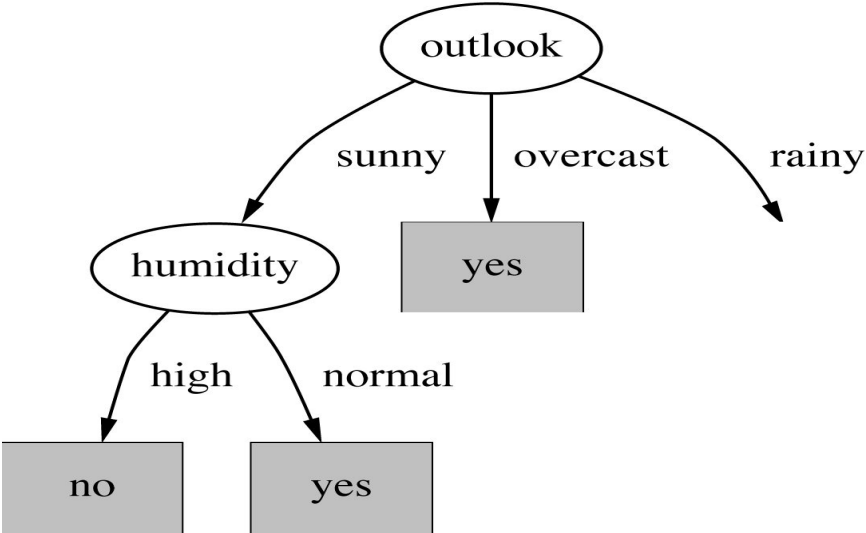 outlook
sunny overcast rainy
humidity yes
high normal
no yes